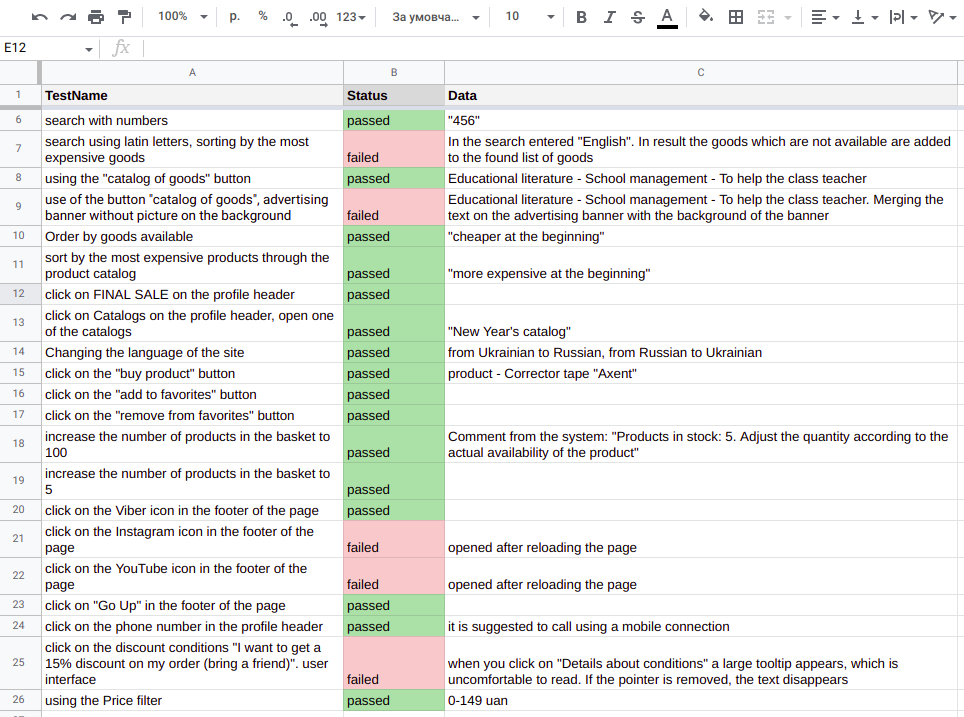 100% р. % .0 .00 123 За умовча... 10 B I S A
E12 fx
A B C
1 TestName Status Data
6 search with numbers passed "456"
7 search using latin letters, sorting by the most expensive goods failed In the search entered "English". In result the goods which are not available are added to the found list of goods
8 using the "catalog of goods" button passed Educational literature - School management - To help the class teacher
9 use of the button "catalog of goods", advertising banner without picture on the background failed Educational literature - School management - To help the class teacher. Merging the text on the advertising banner with the background of the banner
10 Order by goods available passed "cheaper at the beginning"
11 sort by the most expensive products through the product catalog passed "more expensive at the beginning"
12 click on FINAL SALE on the profile header passed
13 click on Catalogs on the profile header, open one of the catalogs passed "New Year's catalog"
14 Changing the language of the site passed from Ukrainian to Russian, from Russian to Ukrainian
15 click on the "buy product" button passed product - Corrector tape "Axent"
16 click on the "add to favorites" button passed
17 click on the "remove from favorites" button passed
18 increase the number of products in the basket to 100 passed Comment from the system: "Products in stock: 5. Adjust the quantity according to the actual availability of the product"
19 increase the number of products in the basket to 5 passed
20 click on the Viber icon in the footer of the page passed
21 click on the Instagram icon in the footer of the page failed opened after reloading the page
22 click on the YouTube icon in the footer of the page failed opened after reloading the page
23 click on "Go Up" in the footer of the page passed
24 click on the phone number in the profile header passed it is suggested to call using a mobile connection
25 click on the discount conditions "I want to get a 15% discount on my order (bring a friend)". user interface failed when you click on "Details about conditions" a large tooltip appears, which is uncomfortable to read. If the pointer is removed, the text disappears
26 using the Price filter passed 0-149 uan